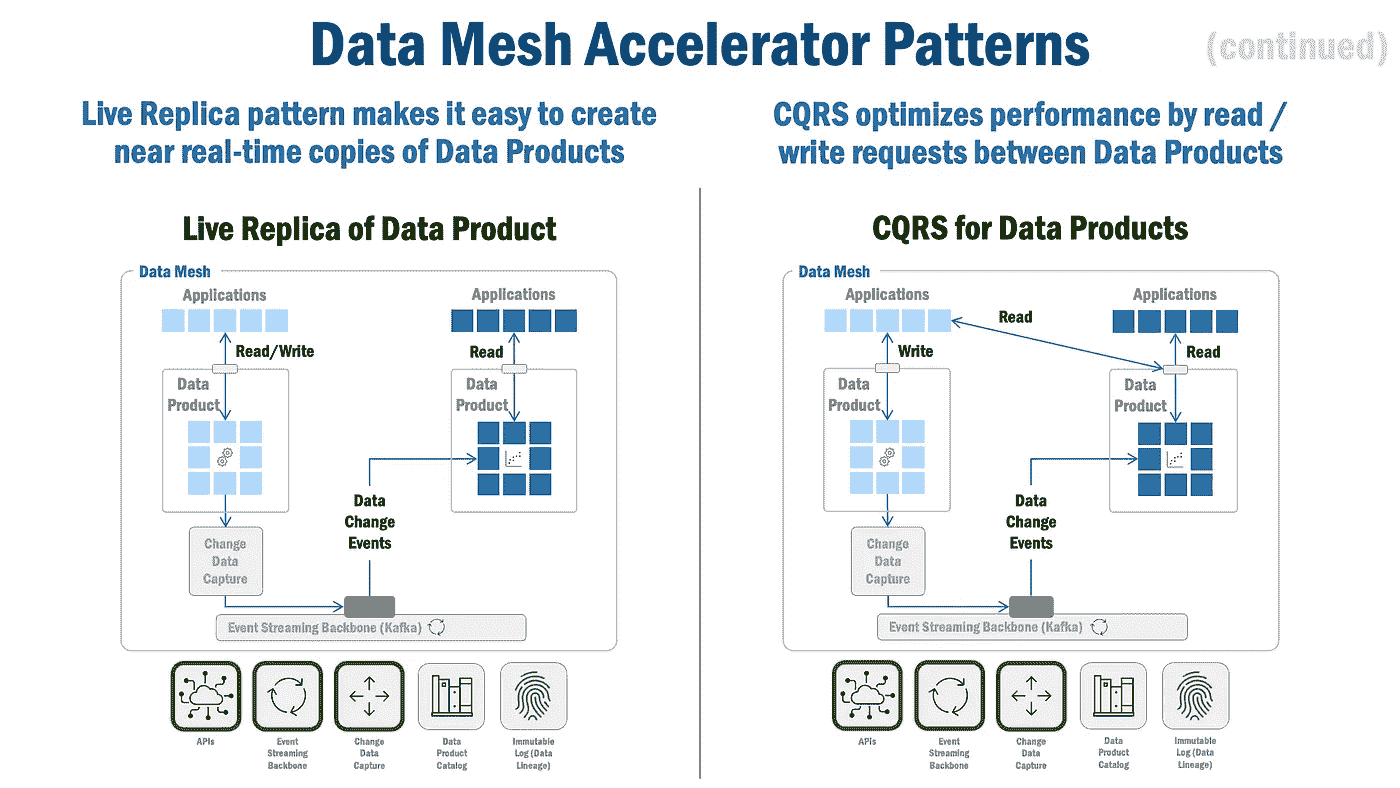 Data Mesh Accelerator Patterns
(continued)
Live Replica pattern makes it easy to create
near real-time copies of Data Products
Live Replica of Data Product
Data Mesh
Applications
Applications
Read/Write
Read
Data
Product
Data
Product
Data
Change
Events
Change
Data
Capture
Event Streaming Backbone (Kafka)
APIs
Event
Streaming
Backbone
Change
Data
Capture
Data
Product
Catalog
Immutable
Log (Data
Lineage)
CQRS optimizes performance by read /
write requests between Data Products
CQRS for Data Products
Data Mesh
Applications
Applications
Read
Write
Read
Data
Product
Data
Product
Data
Change
Events
Change
Data
Capture
Event Streaming Backbone (Kafka)
APIs
Event
Streaming
Backbone
Change
Data
Capture
Data
Product
Catalog
Immutable
Log (Data
Lineage)